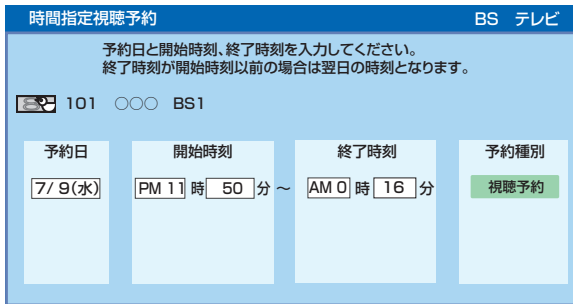 時間指定視聴予約 BS テレビ
予約日と開始時刻、終了時刻を入力してください。
終了時刻が開始時刻以前の場合は翌日の時刻となります。
101 ○○○ BS1
予約日 開始時刻 終了時刻 予約種別
7/ 9(水) PM 11 時 50 分 ～ AM 0 時 16 分 視聴予約